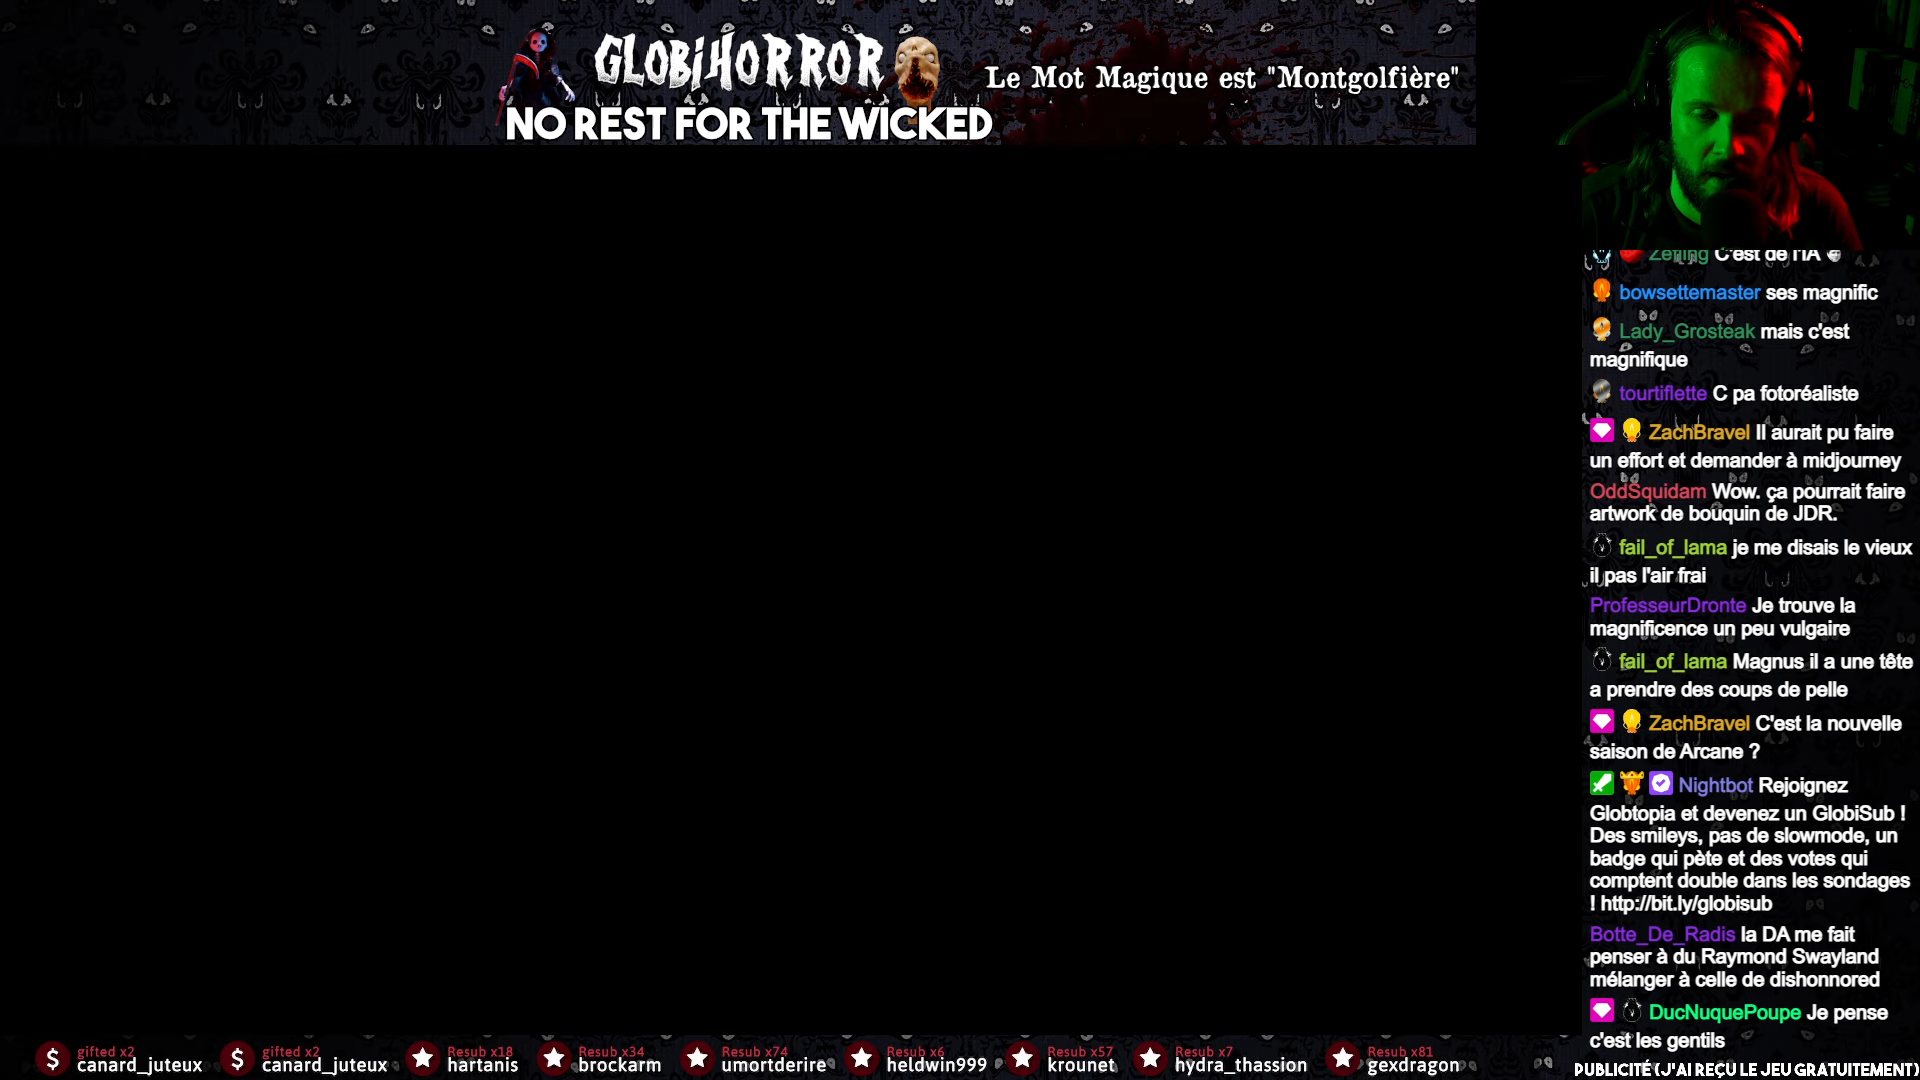 GLOBIHORROR
NO REST FOR THE WICKED
Le Mot Magique est "Montgolfière"
Zefling C'est de l'IA
bowsettemaster ses magnific
Lady_Grosteak mais c'est
magnifique
tourtiflette C pa fotoréaliste
ZachBravel Il aurait pu faire
un effort et demander à midjourney
OddSquidam Wow. ça pourrait faire
artwork de bouquin de JDR.
fail_of_lama je me disais le vieux
il pas l'air frai
ProfesseurDronte Je trouve la
magnificence un peu vulgaire
fail_of_lama Magnus il a une tête
a prendre des coups de pelle
ZachBravel C'est la nouvelle
saison de Arcane ?
Nightbot Rejoignez
Globtopia et devenez un GlobiSub !
Des smileys, pas de slowmode, un
badge qui pète et des votes qui
comptent double dans les sondages
! http://bit.ly/globisub
Botte_De_Radis la DA me fait
penser à du Raymond Swayland
mélanger à celle de dishonnored
DucNuquePoupe Je pense
c'est les gentils
gifted x2
canard_juteux
gifted x2
canard_juteux
Resub x18
hartanis
Resub x34
brockarm
Resub x74
umortderire
Resub x6
heldwin999
Resub x57
krounet
Resub x7
hydra_thassion
Resub x81
gexdragon
PUBLICITÉ (J'AI REÇU LE JEU GRATUITEMENT)